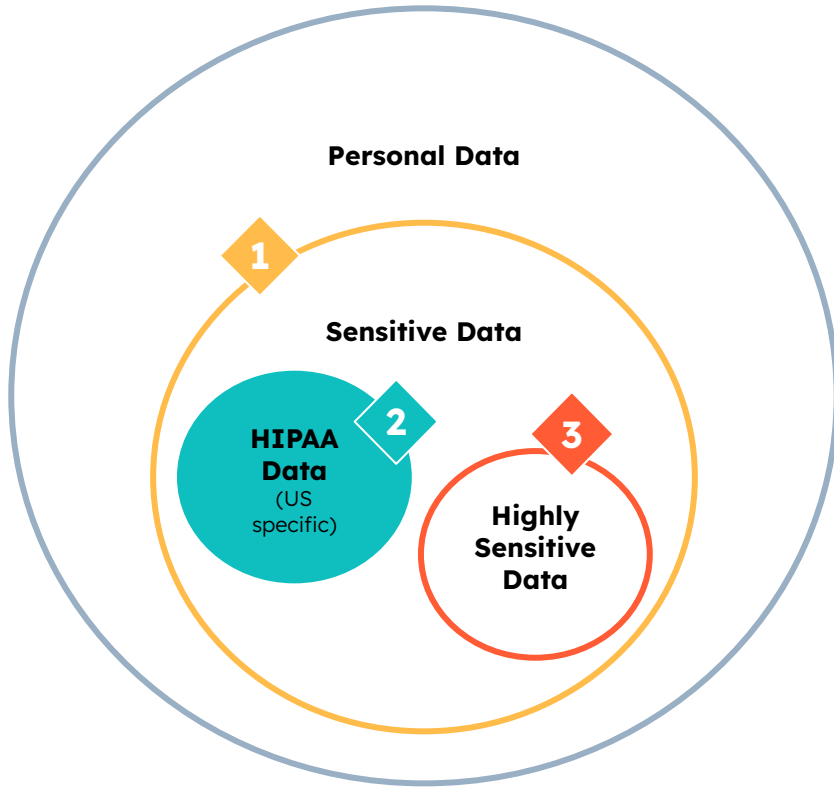 Personal Data
1
Sensitive Data
2
HIPAA
Data
(US
specific)
3
Highly
Sensitive
Data